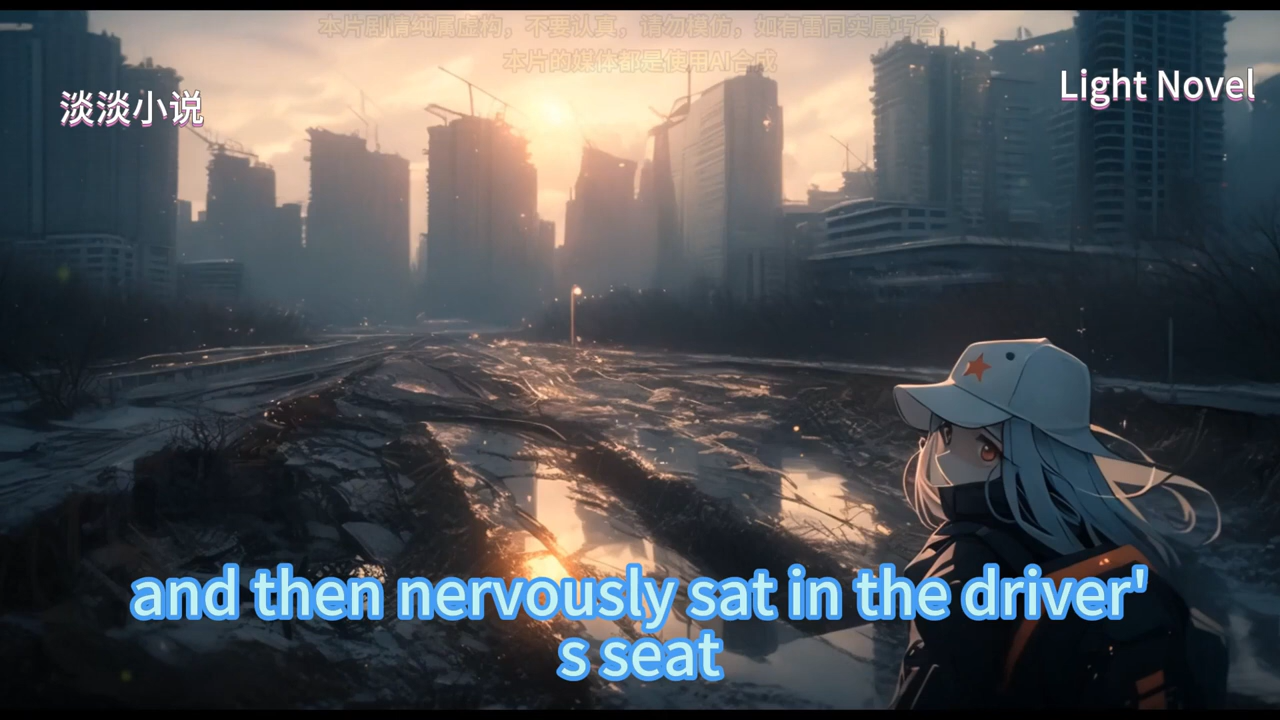 本片剧情纯属虚构，不要认真，请勿模仿，如有雷同实属巧合
本片的媒体都是使用AI合成
淡淡小说
Light Novel
and then nervously sat in the driver'
s seat